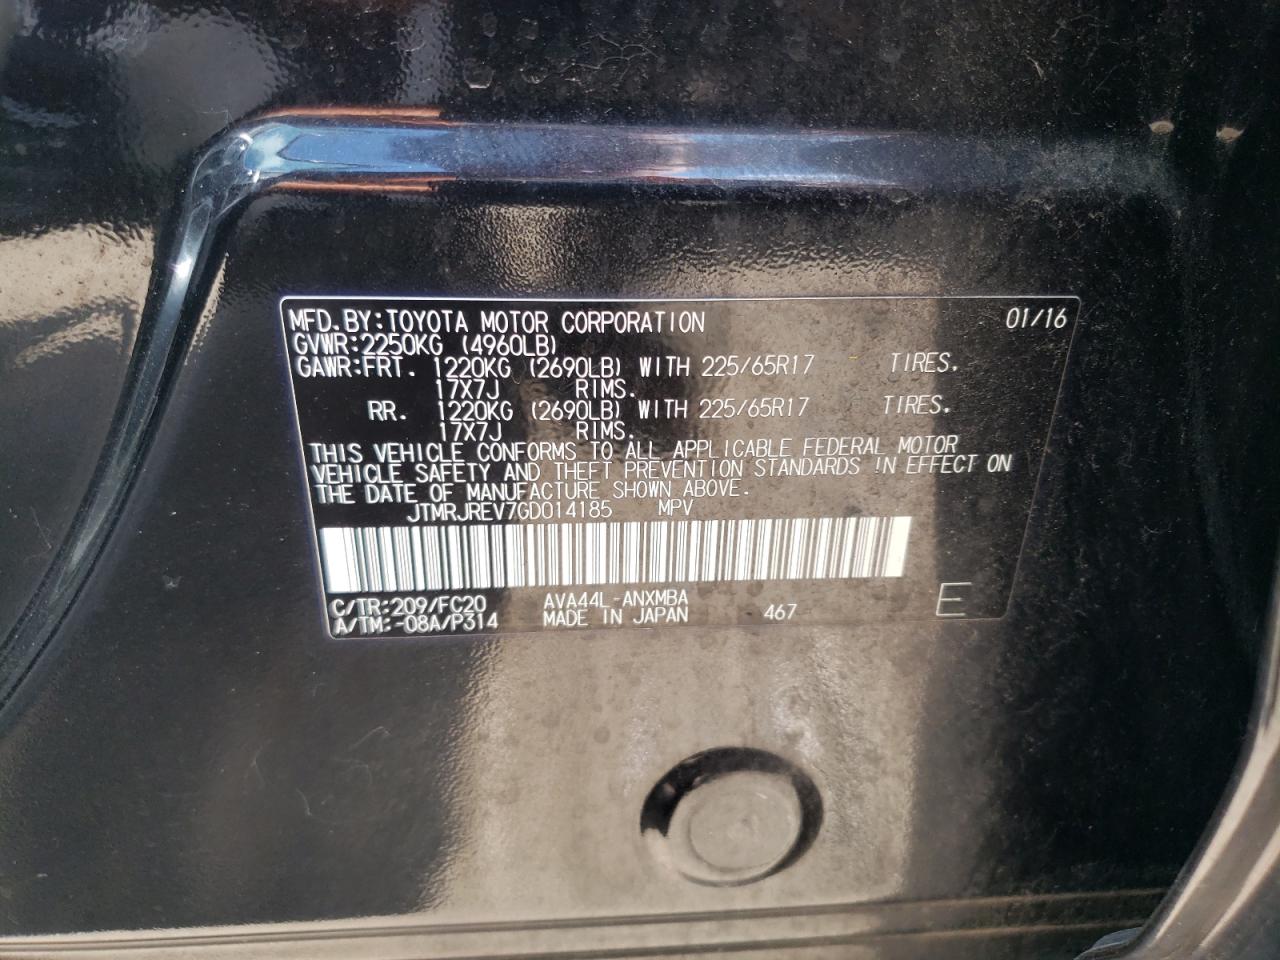 MFD.BY:TOYOTA MOTOR CORPORATION 01/16
GVWR:2250KG (4960LB)
GAWR:FRT. 1220KG (2690LB) WITH 225/65R17 TIRES.
17X7J RIMS.
RR. 1220KG (2690LB) WITH 225/65R17 TIRES.
17X7J RIMS.
THIS VEHICLE CONFORMS TO ALL APPLICABLE FEDERAL MOTOR
VEHICLE SAFETY AND THEFT PREVENTION STANDARDS IN EFFECT ON
THE DATE OF MANUFACTURE SHOWN ABOVE.
JTMRJREV7GD014185 MPV
C/TR:209/FC20 AVA44L-ANXMBA
A/TM:-08A/P314 MADE IN JAPAN 467 E